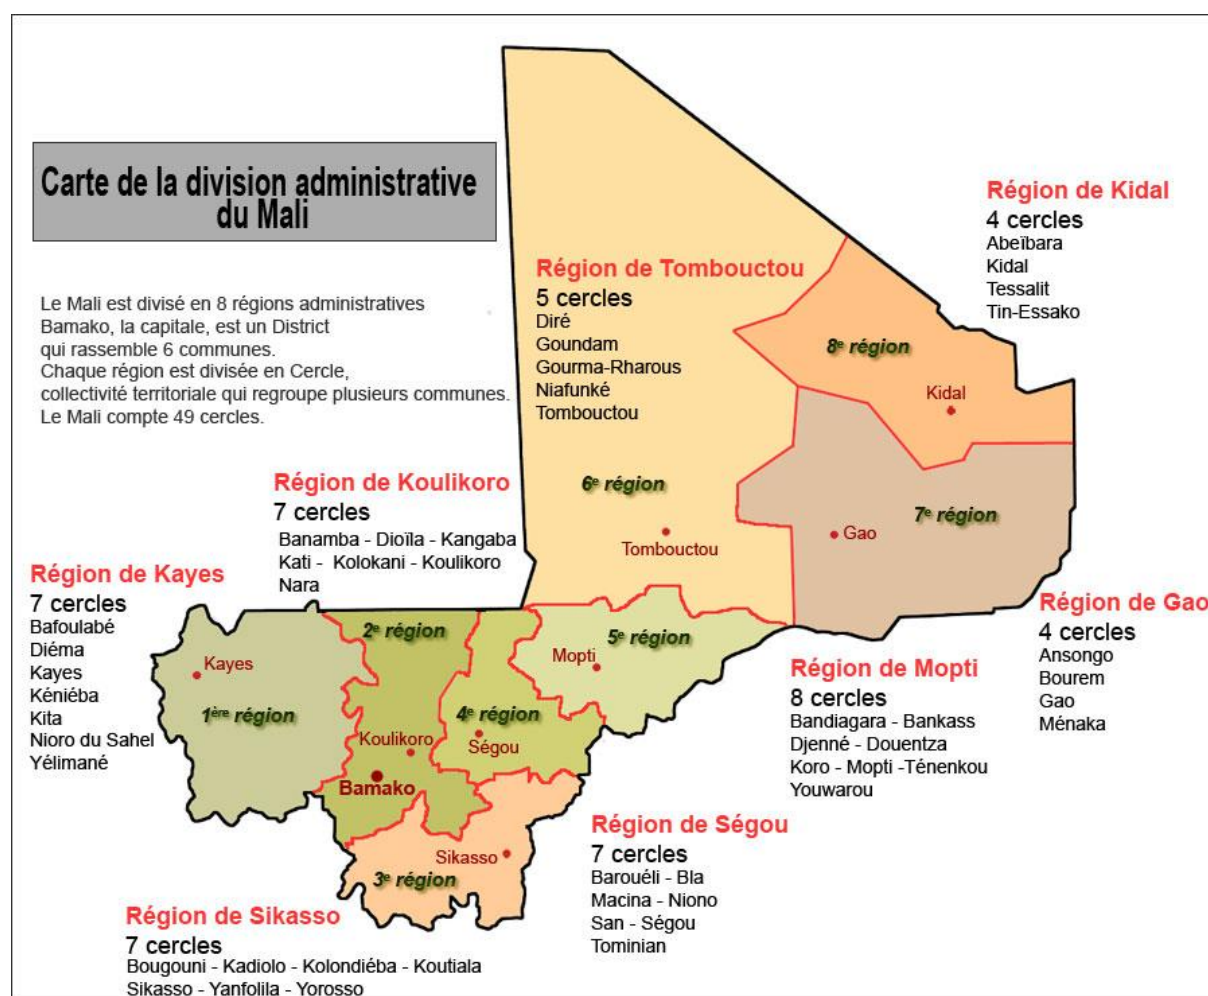 Carte de la division administrative
du Mali
Le Mali est divisé en 8 régions administratives
Bamako, la capitale, est un District
qui rassemble 6 communes.
Chaque région est divisée en Cercle,
collectivité territoriale qui regroupe plusieurs communes.
Le Mali compte 49 cercles.
Région de Kidal
4 cercles
Abeïbara
Kidal
Tessalit
Tin-Essako
Région de Tombouctou
5 cercles
Diré
Goundam
Gourma-Rharous
Niafunké
Tombouctou
8e région
Kidal
6e région
Tombouctou
7e région
Gao
Région de Koulikoro
7 cercles
Banamba - Dioïla - Kangaba
Kati - Kolokani - Koulikoro
Nara
Région de Kayes
7 cercles
Bafoulabé
Diéma
Kayes
Kéniéba
Kita
Nioro du Sahel
Yélimané
Kayes
1ère région
2e région
Koulikoro
Bamako
4e région
Ségou
5e région
Mopti
3e région
Sikasso
Région de Gao
4 cercles
Ansongo
Bourem
Gao
Ménaka
Région de Mopti
8 cercles
Bandiagara - Bankass
Djenné - Douentza
Koro - Mopti -Ténenkou
Youwarou
Région de Ségou
7 cercles
Barouéli - Bla
Macina - Niono
San - Ségou
Tominian
Région de Sikasso
7 cercles
Bougouni - Kadiolo - Kolondiéba - Koutiala
Sikasso - Yanfolila - Yorosso